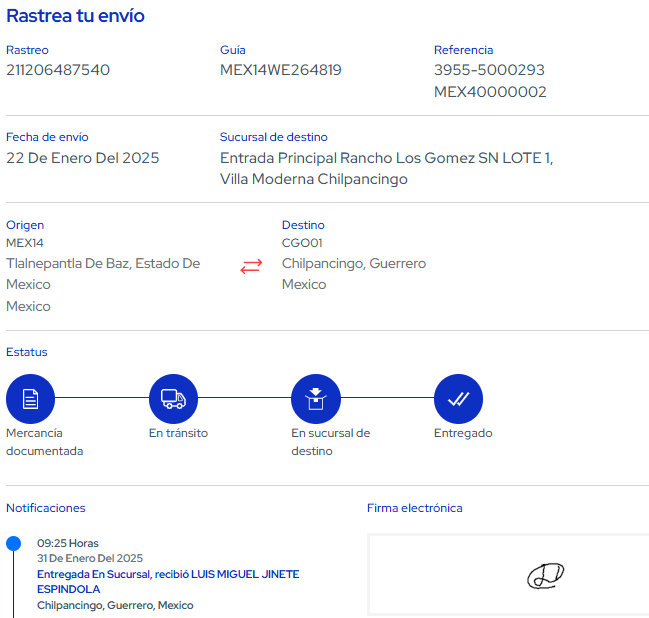 Rastrea tu envío
Rastreo
211206487540
Guía
MEX14WE264819
Referencia
3955-5000293
MEX40000002
Fecha de envío
22 De Enero Del 2025
Sucursal de destino
Entrada Principal Rancho Los Gomez SN LOTE 1,
Villa Moderna Chilpancingo
Origen
MEX14
Tlalnepantla De Baz, Estado De
Mexico
Mexico
Destino
CGO01
Chilpancingo, Guerrero
Mexico
Estatus
Mercancía
documentada
En tránsito
En sucursal de
destino
Entregado
Notificaciones
09:25 Horas
31 De Enero Del 2025
Entregada En Sucursal, recibió LUIS MIGUEL JINETE
ESPINDOLA
Chilpancingo, Guerrero, Mexico
Firma electrónica